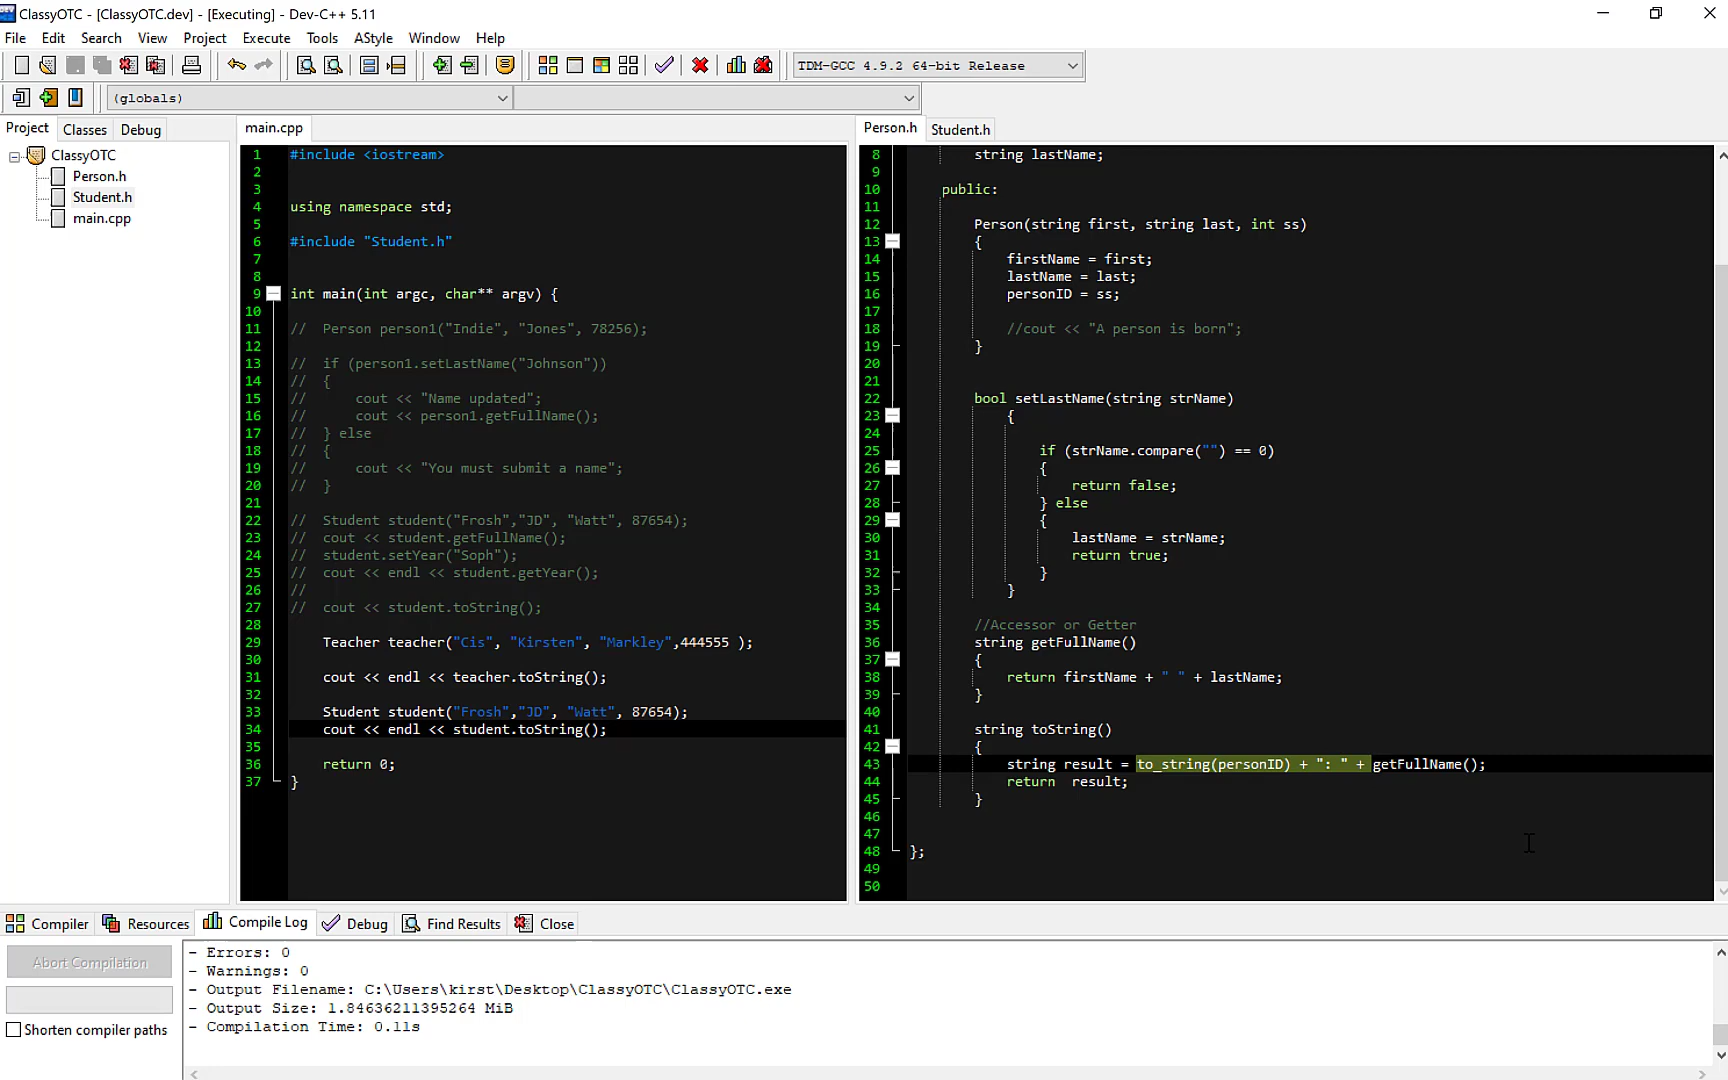 ClassyOTC - [ClassyOTC.dev] - [Executing] - Dev-C++ 5.11
File Edit Search View Project Execute Tools AStyle Window Help
TDM-GCC 4.9.2 64-bit Release
(globals)
Project Classes Debug
ClassyOTC
Person.h
Student.h
main.cpp
main.cpp
1 #include <iostream>
2
3
4 using namespace std;
5
6 #include "Student.h"
7
8
9 int main(int argc, char** argv) {
10
11 // Person person1("Indie", "Jones", 78256);
12
13 // if (person1.setLastName("Johnson"))
14 // {
15 // cout << "Name updated";
16 // cout << person1.getFullName();
17 // } else
18 // {
19 // cout << "You must submit a name";
20 // }
21
22 // Student student("Frosh","JD", "Watt", 87654);
23 // cout << student.getFullName();
24 // student.setYear("Soph");
25 // cout << endl << student.getYear();
26 //
27 // cout << student.toString();
28
29 Teacher teacher("Cis", "Kirsten", "Markley",444555 );
30
31 cout << endl << teacher.toString();
32
33 Student student("Frosh","JD", "Watt", 87654);
34 cout << endl << student.toString();
35
36 return 0;
37 }
Person.h Student.h
8 string lastName;
9
10 public:
11
12 Person(string first, string last, int ss)
13 {
14 firstName = first;
15 lastName = last;
16 personID = ss;
17
18 //cout << "A person is born";
19 }
20
21
22 bool setLastName(string strName)
23 {
24
25 if (strName.compare("") == 0)
26 {
27 return false;
28 } else
29 {
30 lastName = strName;
31 return true;
32 }
33 }
34
35 //Accessor or Getter
36 string getFullName()
37 {
38 return firstName + " " + lastName;
39 }
40
41 string toString()
42 {
43 string result = to_string(personID) + ": " + getFullName();
44 return result;
45 }
46
47
48 };
49
50
Compiler Resources Compile Log Debug Find Results Close
Abort Compilation
Shorten compiler paths
- Errors: 0
- Warnings: 0
- Output Filename: C:\Users\kirst\Desktop\ClassyOTC\ClassyOTC.exe
- Output Size: 1.84636211395264 MiB
- Compilation Time: 0.11s